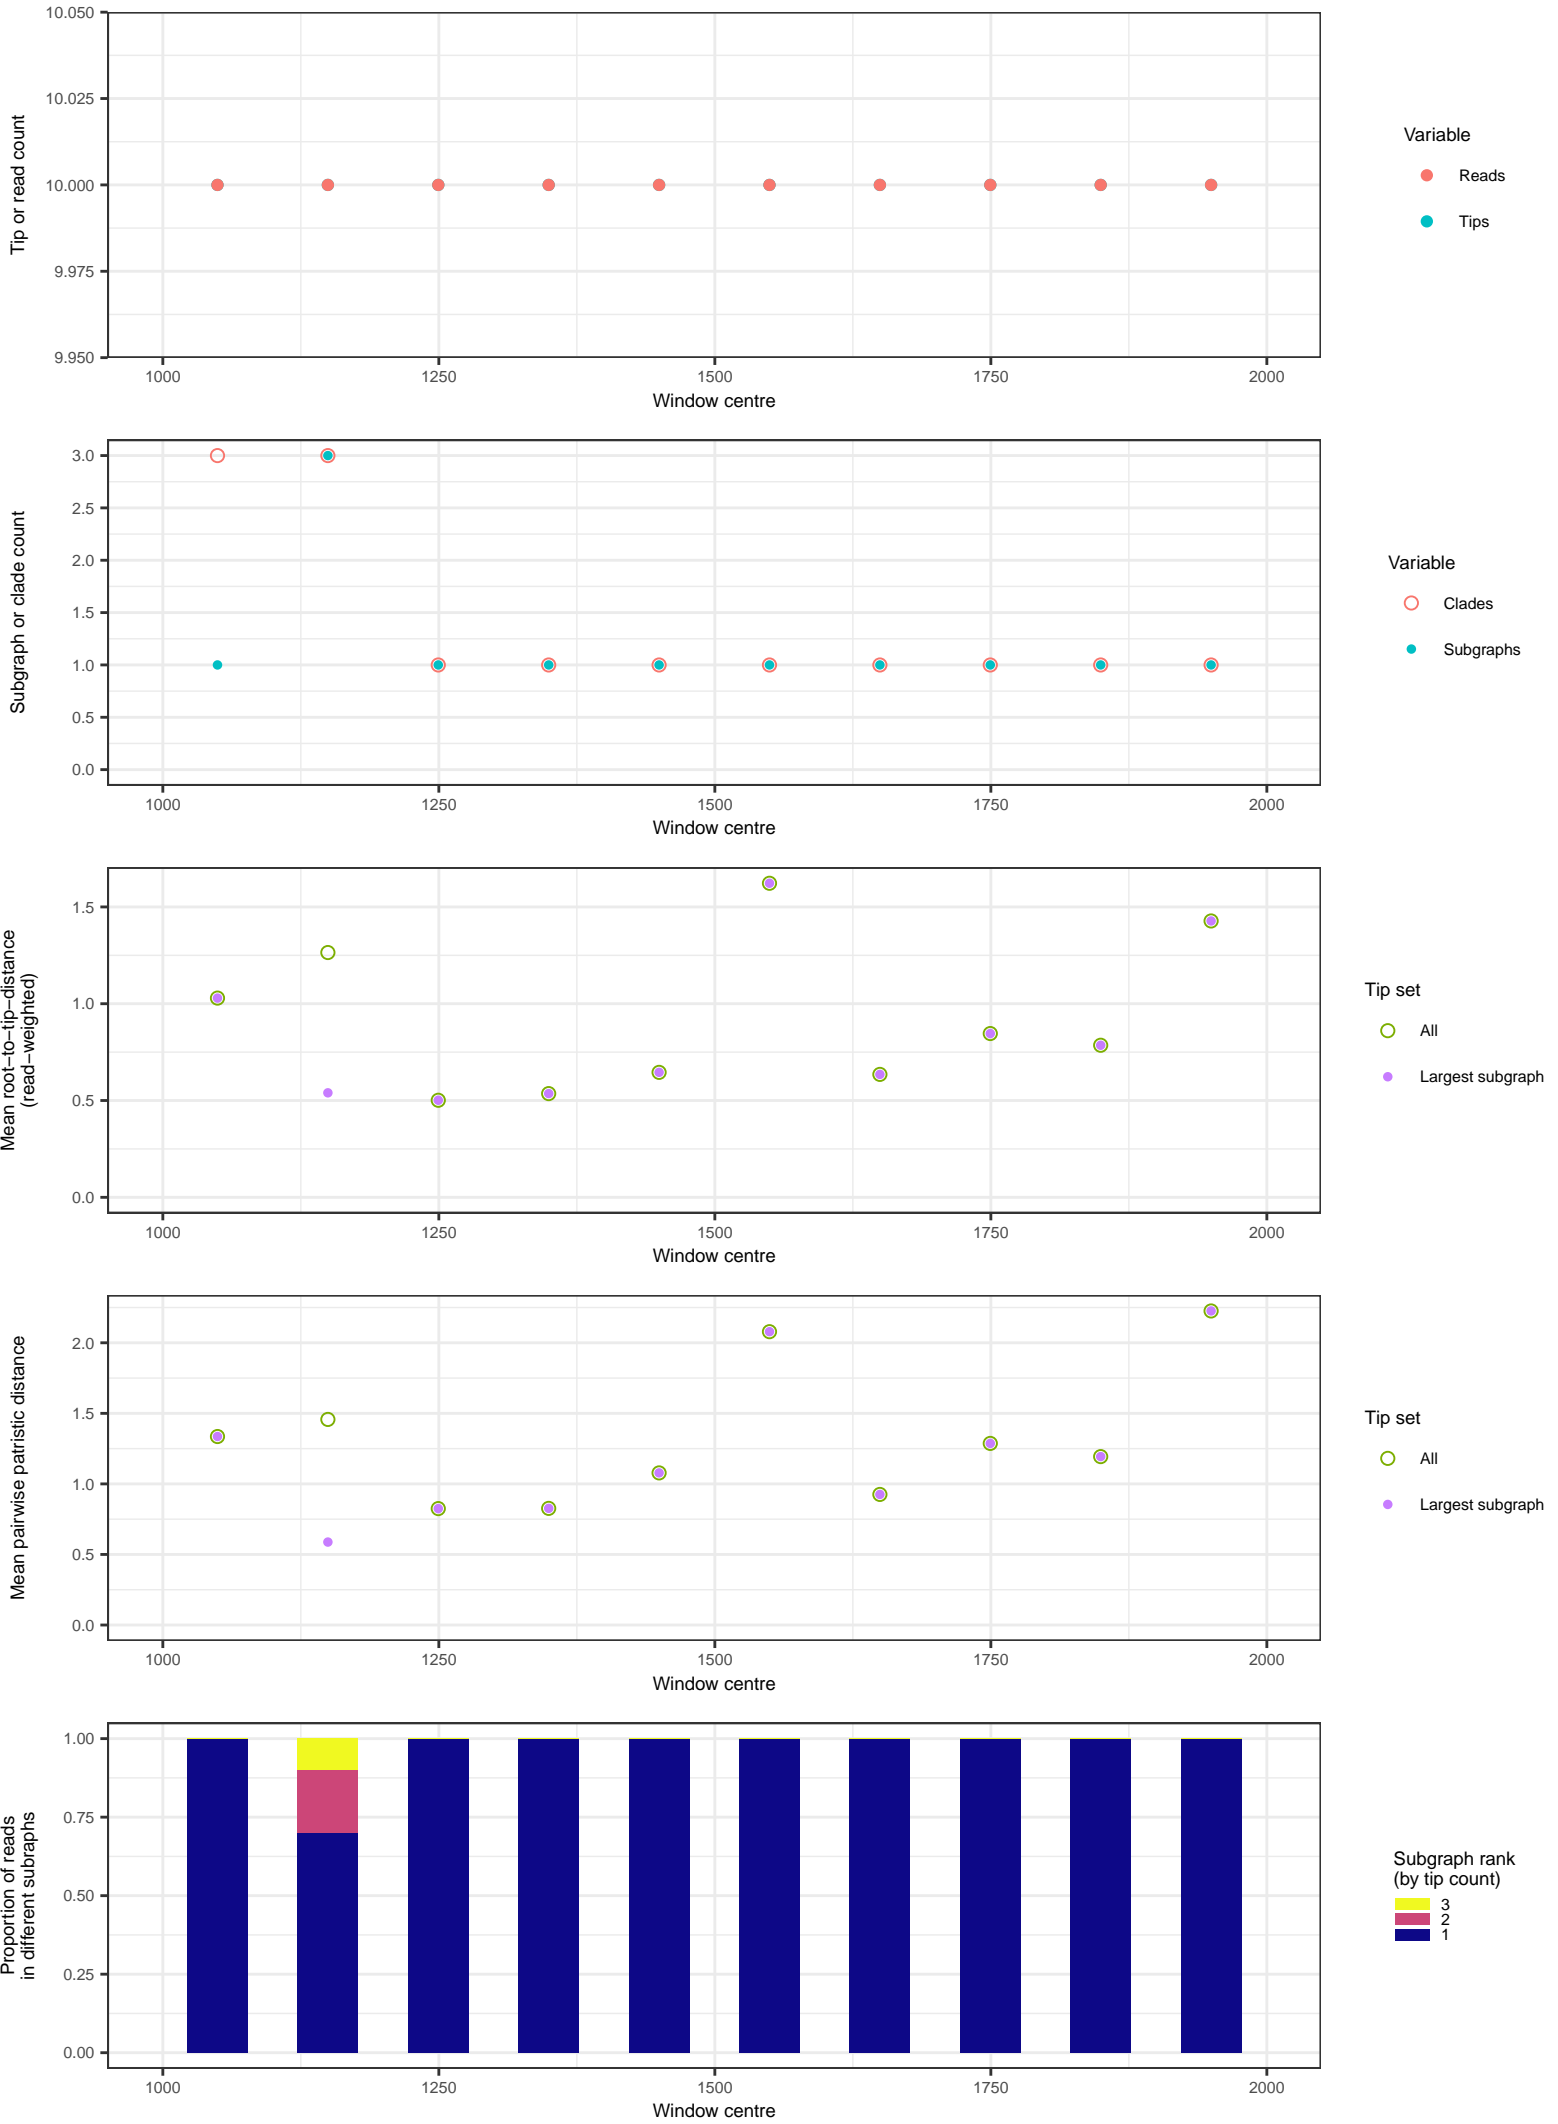 10.050
10.025
10.000
9.975
9.950
Tip or read count
1000 1250 1500 1750 2000
Window centre
Variable
Reads
Tips
3.0
2.5
2.0
1.5
1.0
0.5
0.0
Subgraph or clade count
1000 1250 1500 1750 2000
Window centre
Variable
Clades
Subgraphs
1.5
1.0
0.5
0.0
Mean root−to−tip−distance
(read−weighted)
1000 1250 1500 1750 2000
Window centre
Tip set
All
Largest subgraph
2.0
1.5
1.0
0.5
0.0
Mean pairwise patristic distance
1000 1250 1500 1750 2000
Window centre
Tip set
All
Largest subgraph
1.00
0.75
0.50
0.25
0.00
Proportion of reads
in different subraphs
1000 1250 1500 1750 2000
Window centre
Subgraph rank
(by tip count)
3
2
1